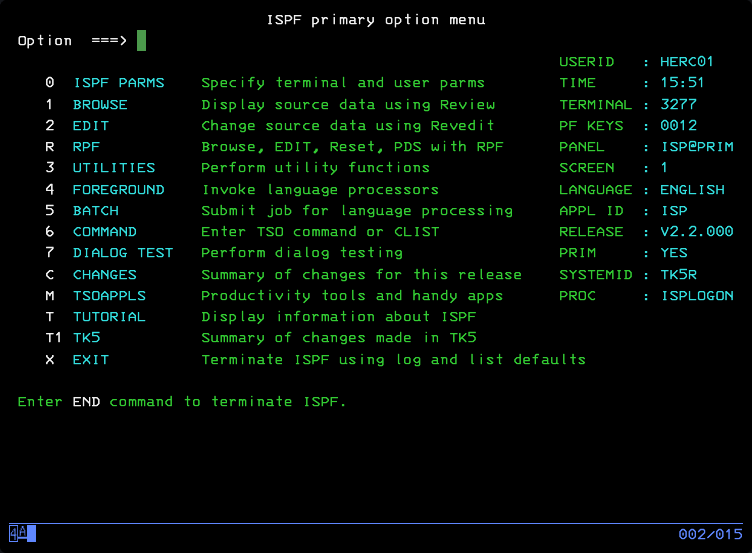 ISPF primary option menu
Option ===>
USERID : HERC01
0 ISPF PARMS Specify terminal and user parms TIME : 15:51
1 BROWSE Display source data using Review TERMINAL : 3277
2 EDIT Change source data using Revedit PF KEYS : 0012
R RPF Browse, EDIT, Reset, PDS with RPF PANEL : ISP@PRIM
3 UTILITIES Perform utility functions SCREEN : 1
4 FOREGROUND Invoke language processors LANGUAGE : ENGLISH
5 BATCH Submit job for language processing APPL ID : ISP
6 COMMAND Enter TSO command or CLIST RELEASE : V2.2.000
7 DIALOG TEST Perform dialog testing PRIM : YES
C CHANGES Summary of changes for this release SYSTEMID : TK5R
M TSOAPPLS Productivity tools and handy apps PROC : ISPLOGON
T TUTORIAL Display information about ISPF
T1 TK5 Summary of changes made in TK5
X EXIT Terminate ISPF using log and list defaults
Enter END command to terminate ISPF.
4A 002/015